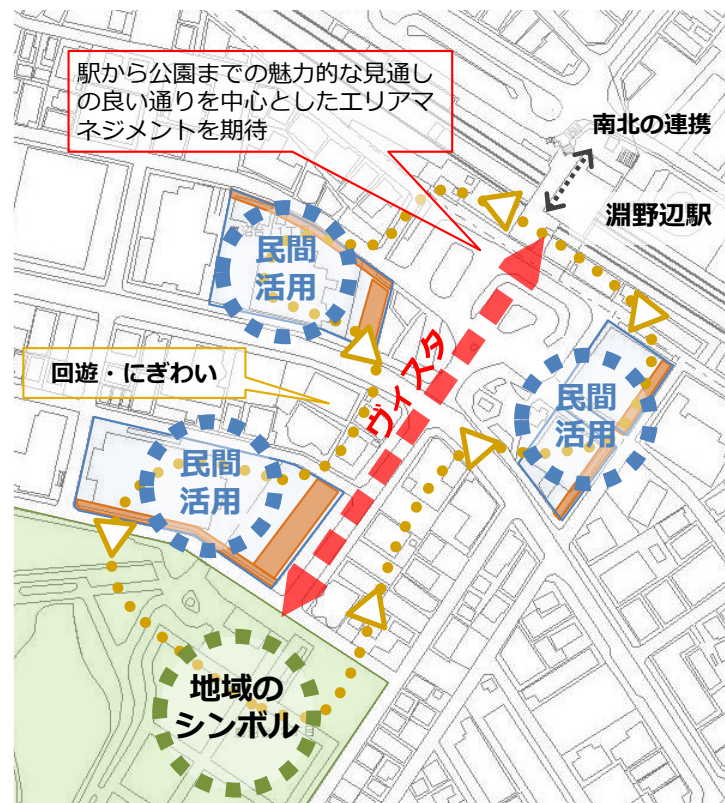 駅から公園までの魅力的な見通し
の良い通りを中心としたエリアマ
ネジメントを期待
南北の連携
淵野辺駅
民間
活用
ヴィスタ
回遊・にぎわい
民間
活用
民間
活用
地域の
シンボル